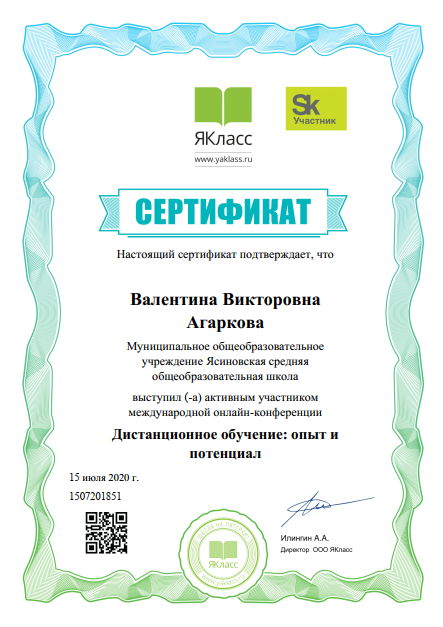 ЯКласс
www.yaklass.ru
Sk
Участник
СЕРТИФИКАТ
Настоящий сертификат подтверждает, что
Валентина Викторовна
Агаркова
Муниципальное общеобразовательное
учреждение Ясиновская средняя
общеобразовательная школа
выступил (-а) активным участником
международной онлайн-конференции
Дистанционное обучение: опыт и
потенциал
15 июля 2020 г.
1507201851
ЯКласс
Илингин А.А.
Директор ООО ЯКласс